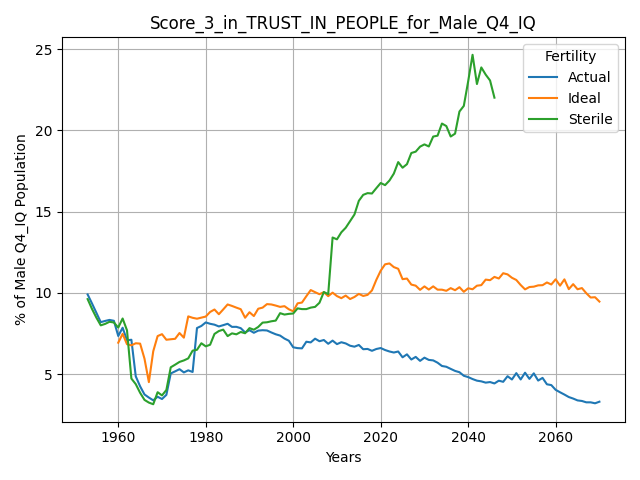 Score_3_in_TRUST_IN_PEOPLE_for_Male_Q4_IQ
Fertility
Actual
Ideal
Sterile
% of Male Q4_IQ Population
25
20
15
10
5
1960 1980 2000 2020 2040 2060
Years